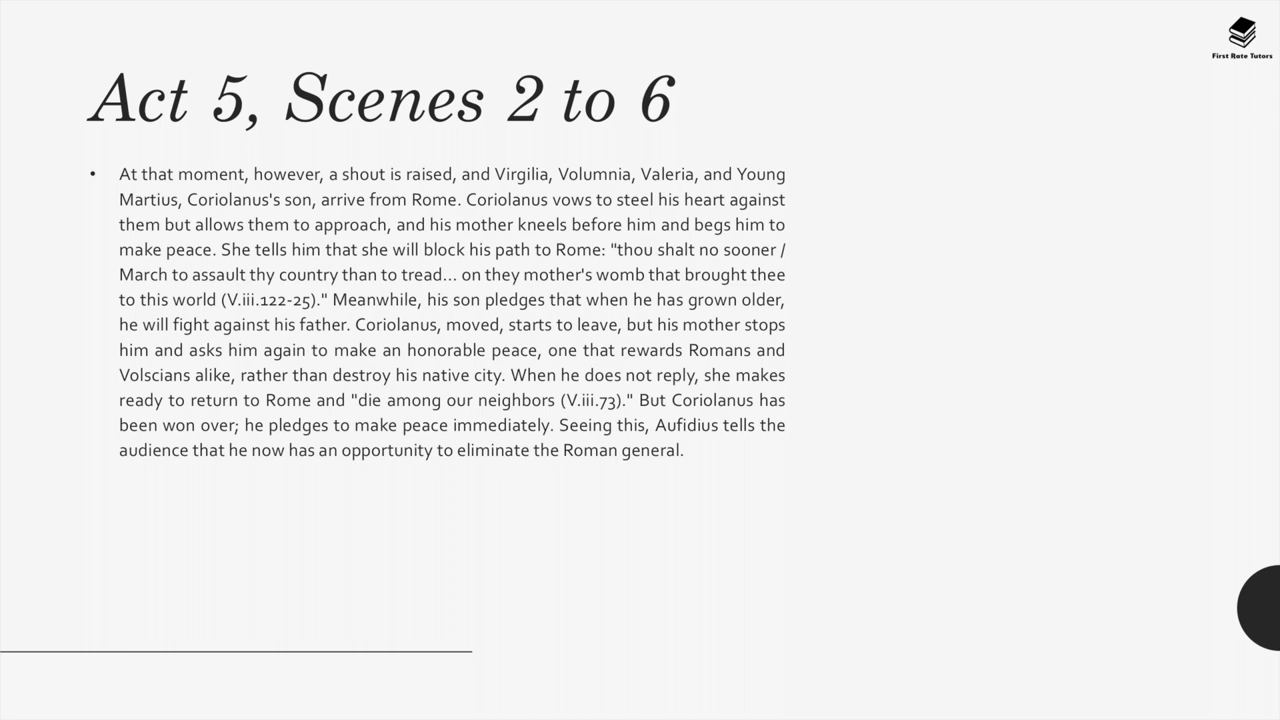 First Rate Tutors
Act 5, Scenes 2 to 6
• At that moment, however, a shout is raised, and Virgilia, Volumnia, Valeria, and Young
Martius, Coriolanus's son, arrive from Rome. Coriolanus vows to steel his heart against
them but allows them to approach, and his mother kneels before him and begs him to
make peace. She tells him that she will block his path to Rome: "thou shalt no sooner /
March to assault thy country than to tread... on they mother's womb that brought thee
to this world (V.iii.122-25)." Meanwhile, his son pledges that when he has grown older,
he will fight against his father. Coriolanus, moved, starts to leave, but his mother stops
him and asks him again to make an honorable peace, one that rewards Romans and
Volscians alike, rather than destroy his native city. When he does not reply, she makes
ready to return to Rome and "die among our neighbors (V.iii.73)." But Coriolanus has
been won over; he pledges to make peace immediately. Seeing this, Aufidius tells the
audience that he now has an opportunity to eliminate the Roman general.